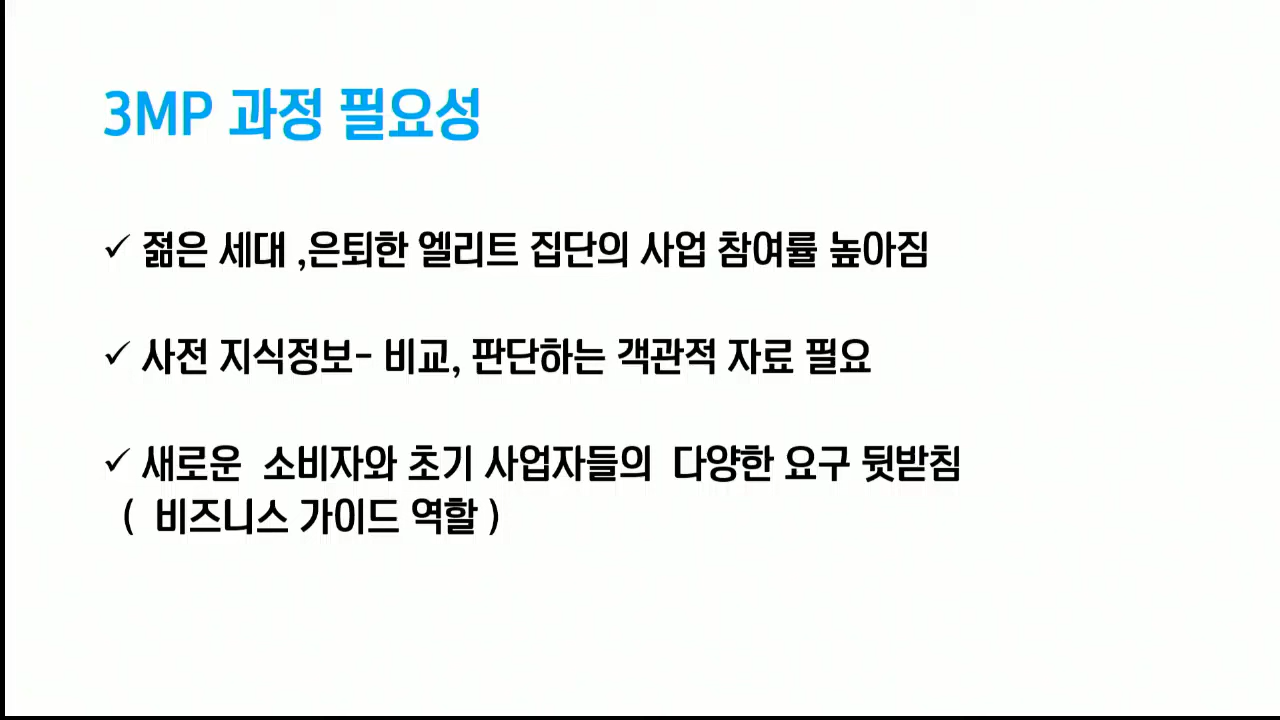 3MP 과정 필요성
✓ 젊은 세대 ,은퇴한 엘리트 집단의 사업 참여률 높아짐
✓ 사전 지식정보- 비교, 판단하는 객관적 자료 필요
✓ 새로운 소비자와 초기 사업자들의 다양한 요구 뒷받침
( 비즈니스 가이드 역할 )